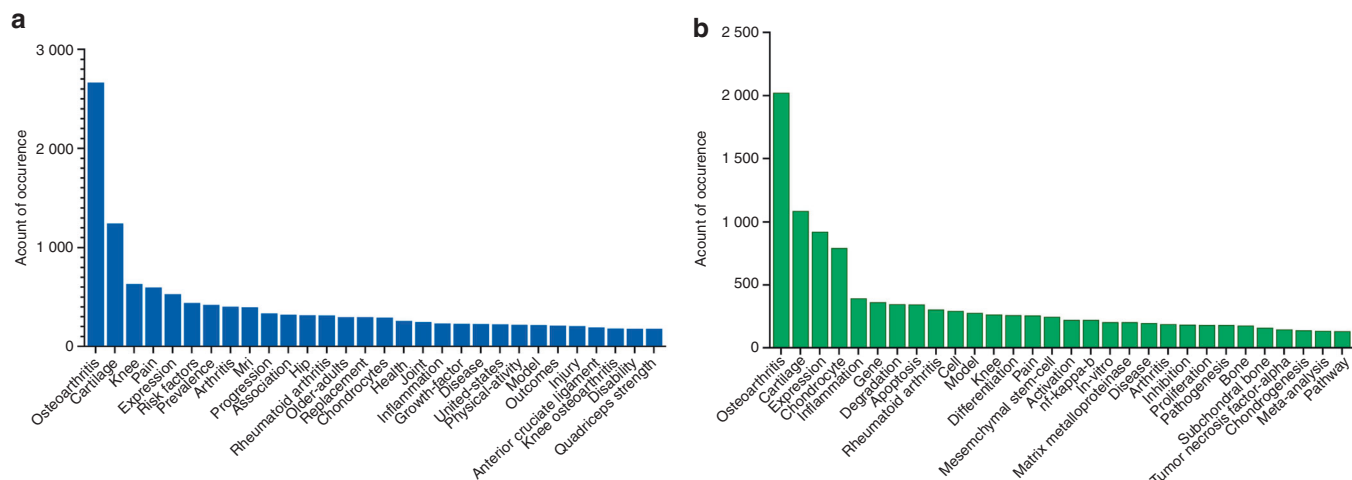 a
3 000
2 000
1 000
0
Acount of occurence
Osteoarthritis
Cartilage
Knee
Pain
Expression
Risk factors
Prevalence
Arthritis
Mri
Progression
Association
Hip
Rheumatoid arthritis
Older-adults
Replacement
Chondrocytes
Health
Joint
Inflammation
Growth-factor
Disease
United-states
Physical-activity
Model
Outcomes
Injury
Anterior cruciate ligament
Knee osteoarthritis
Disability
Quadriceps strength
b
2 500
2 000
1 500
1 000
500
0
Acount of occurence
Osteoarthritis
Cartilage
Expression
Chondrocyte
Inflammation
Gene
Degradation
Apoptosis
Rheumatoid arthritis
Cell
Model
Knee
Differentiation
Pain
Mesemchymal stem-cell
Activation
nf-kappa-b
In-vitro
Matrix metalloproteinase
Disease
Arthritis
Inhibition
Proliferation
Pathogenesis
Bone
Subchondral bone
Tumor necrosis factor-alpha
Chondrogenesis
Meta-analysis
Pathway